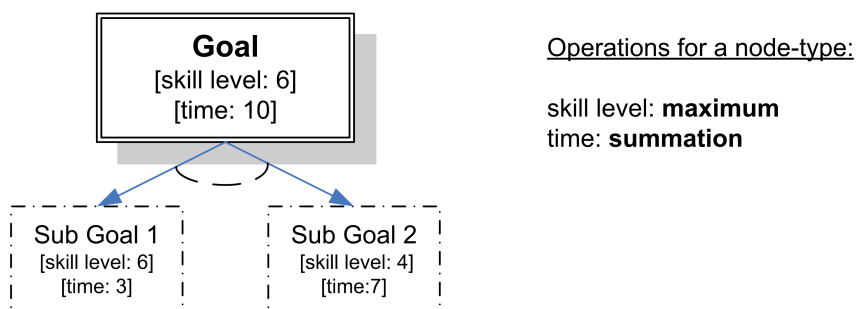 Goal
[skill level: 6]
[time: 10]
Operations for a node-type:
skill level: maximum
time: summation
Sub Goal 1
[skill level: 6]
[time: 3]
Sub Goal 2
[skill level: 4]
[time:7]